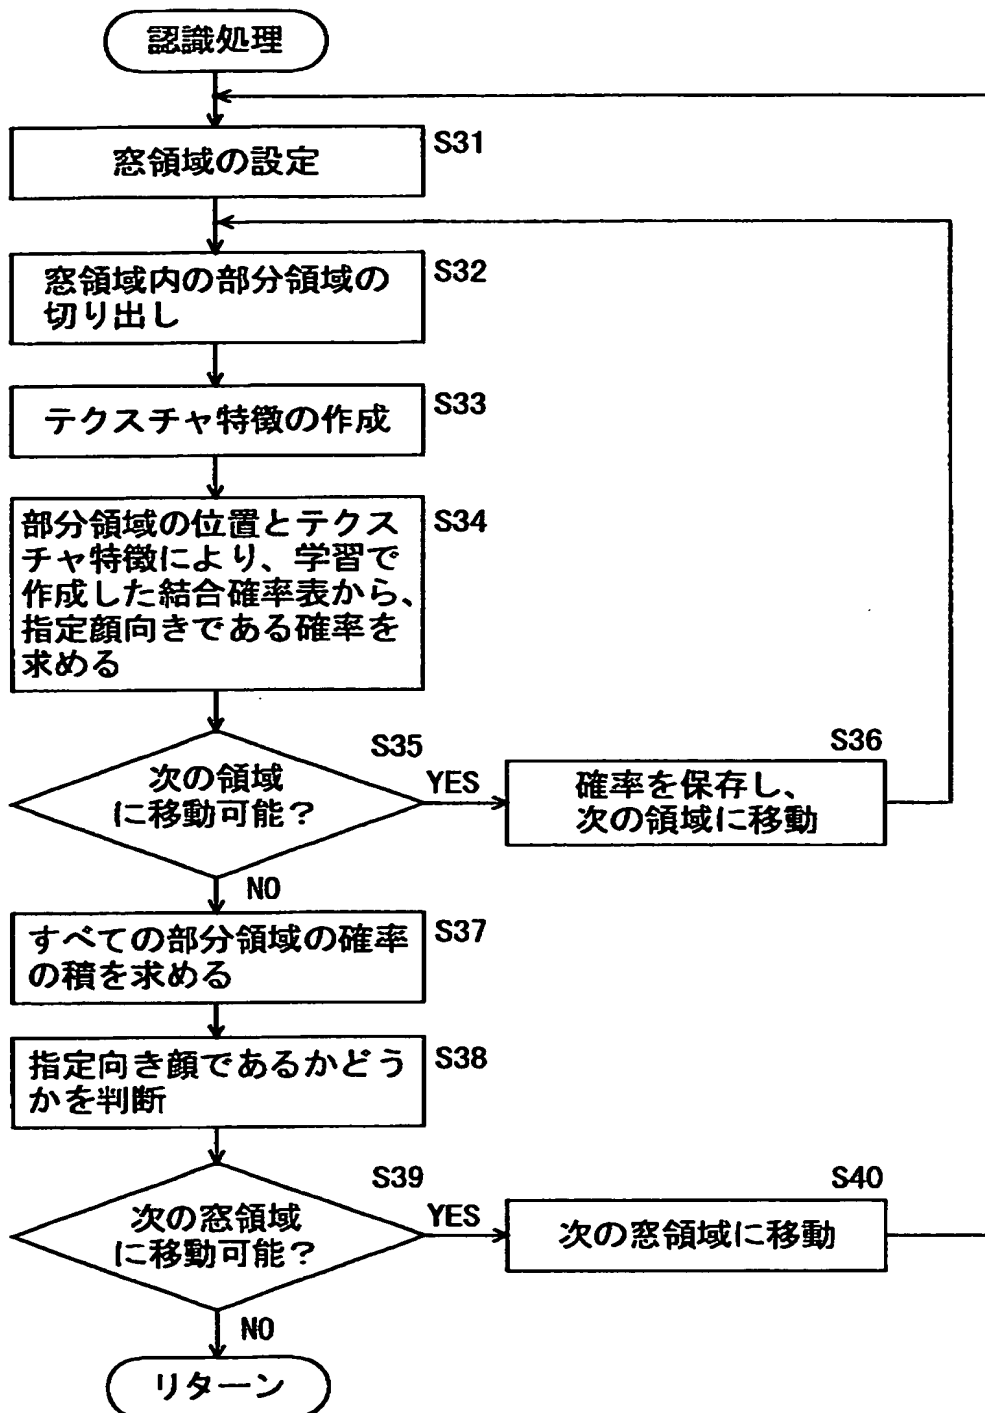 認識処理
窓領域の設定
S31
窓領域内の部分領域の
切り出し
S32
テクスチャ特徴の作成
S33
部分領域の位置とテクス
チャ特徴により、学習で
作成した結合確率表から、
指定顔向きである確率を
求める
S34
次の領域
に移動可能？
S35
YES
確率を保存し、
次の領域に移動
S36
NO
すべての部分領域の確率
の積を求める
S37
指定向き顔であるかどう
かを判断
S38
次の窓領域
に移動可能？
S39
YES
次の窓領域に移動
S40
NO
リターン